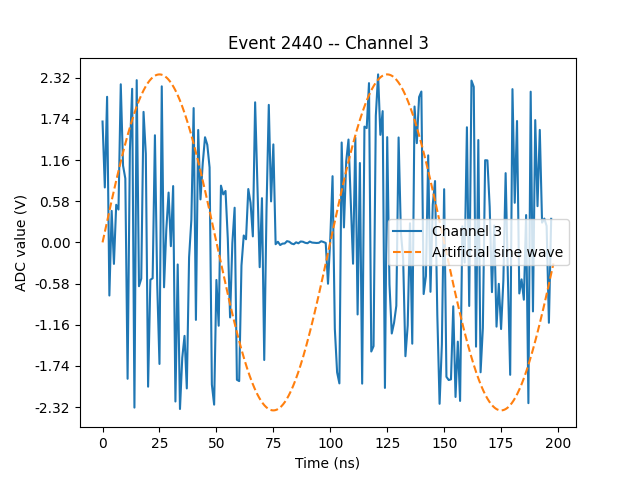 Event 2440 -- Channel 3
ADC value (V)
2.32
1.74
1.16
0.58
0.00
-0.58
-1.16
-1.74
-2.32
Channel 3
Artificial sine wave
0 25 50 75 100 125 150 175 200
Time (ns)